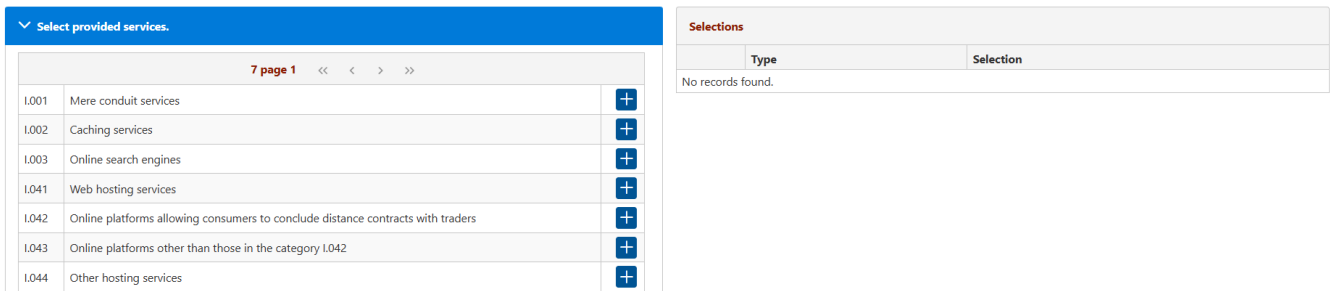 Select provided services.
7 page 1
I.001 Mere conduit services
I.002 Caching services
I.003 Online search engines
I.041 Web hosting services
I.042 Online platforms allowing consumers to conclude distance contracts with traders
I.043 Online platforms other than those in the category I.042
I.044 Other hosting services
Selections
Type Selection
No records found.